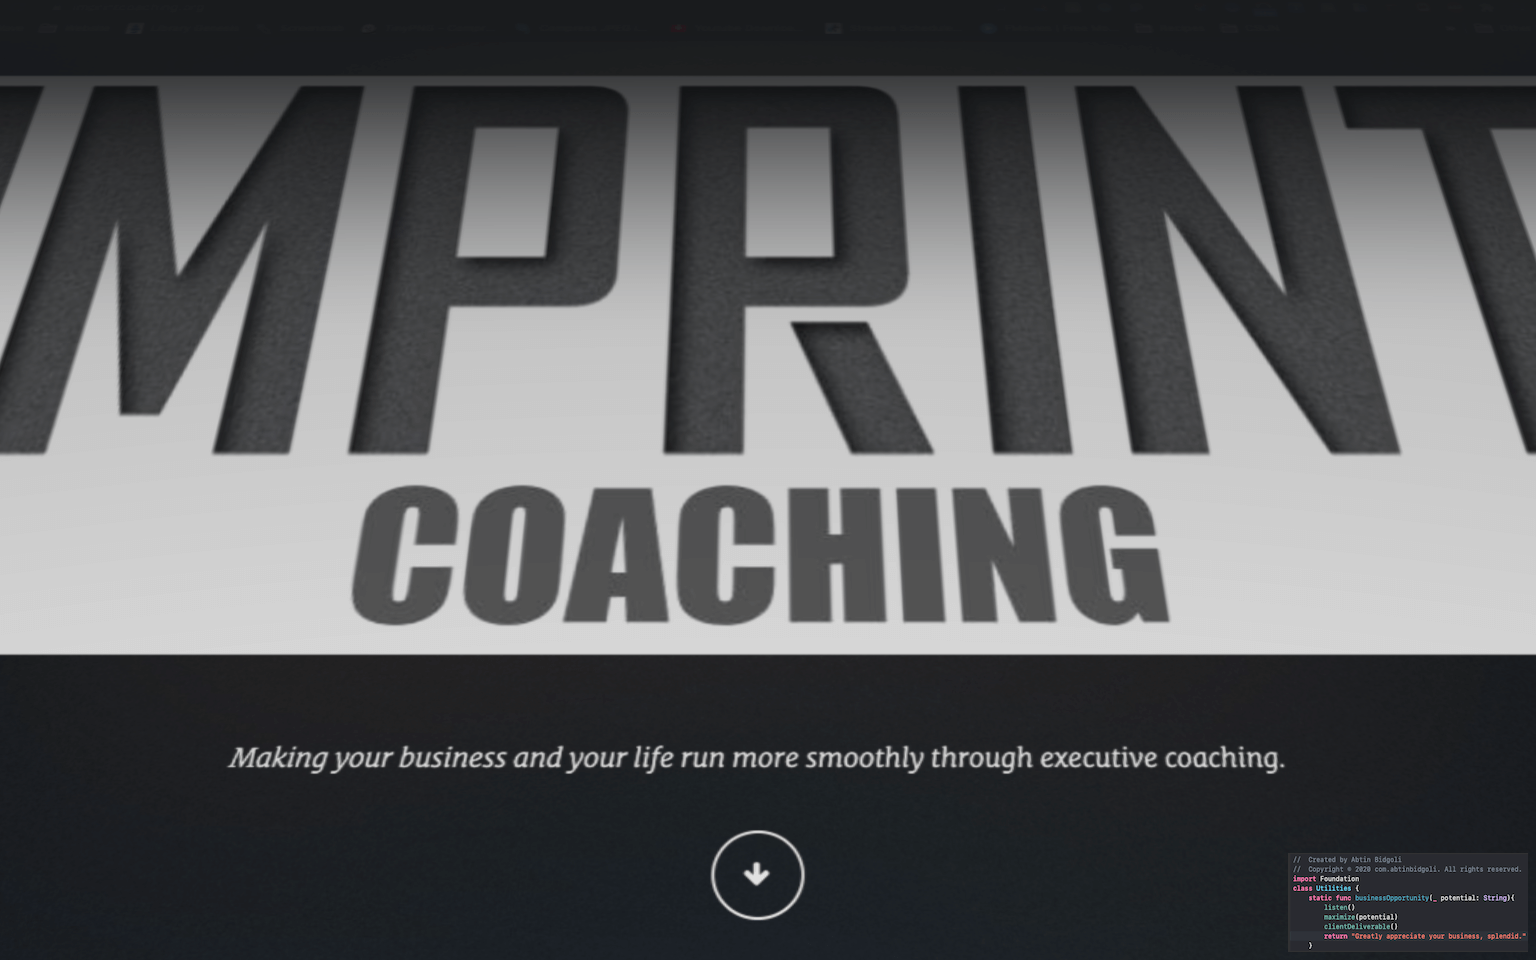 IMPRINT
COACHING
Making your business and your life run more smoothly through executive coaching.
//  Created by Abtin Bidgoli
//  Copyright © 2020 com.abtinbidgoli. All rights reserved.
import Foundation
class Utilities {
    static func businessOpportunity(_ potential: String){
        listen()
        maximize(potential)
        clientDeliverable()
        return "Greatly appreciate your business, splendid."
    }